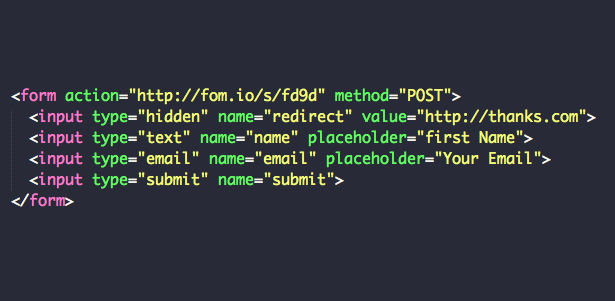 <form action="http://fom.io/s/fd9d" method="POST">
<input type="hidden" name="redirect" value="http://thanks.com">
<input type="text" name="name" placeholder="first Name">
<input type="email" name="email" placeholder="Your Email">
<input type="submit" name="submit">
</form>